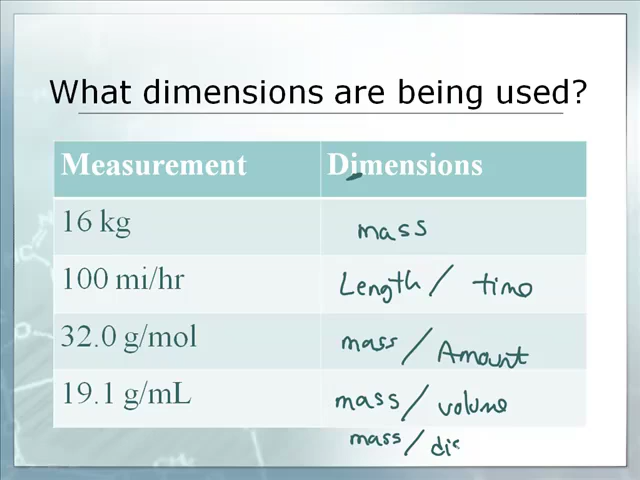 What dimensions are being used?
Measurement Dimensions
16 kg mass
100 mi/hr Length / time
32.0 g/mol mass / Amount
19.1 g/mL mass / volume
mass / dis